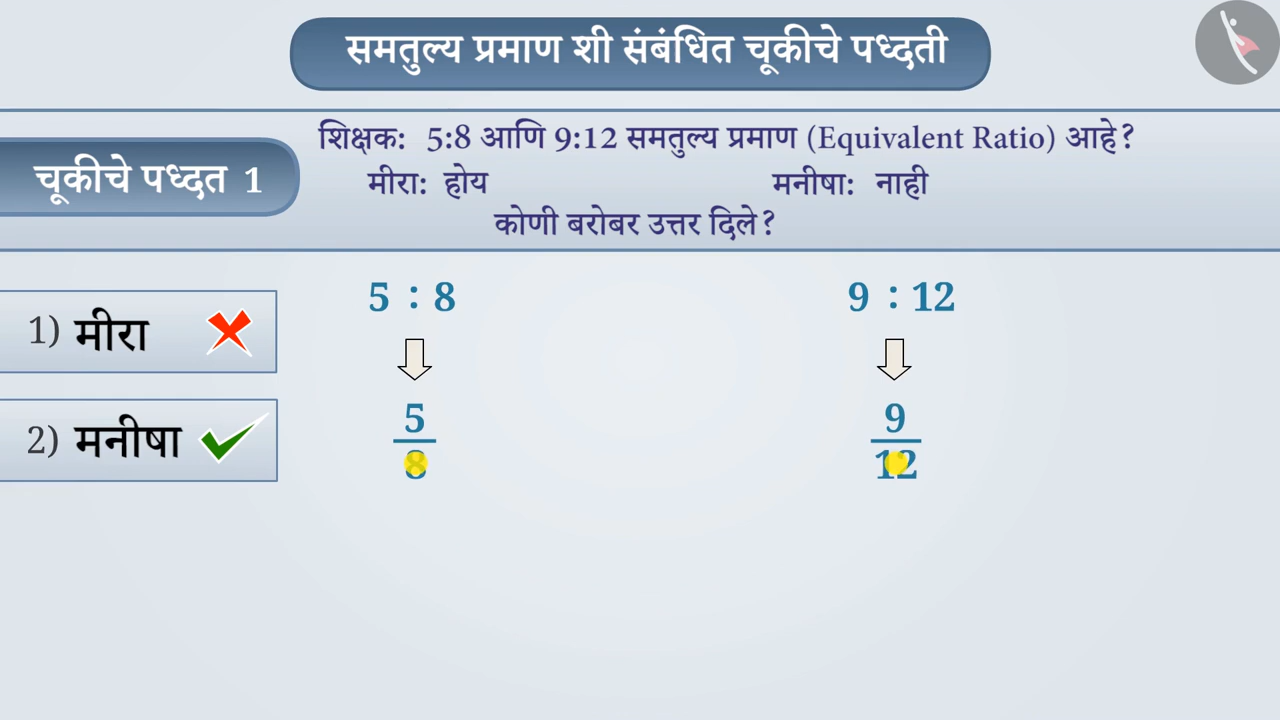 समतुल्य प्रमाण शी संबंधित चूकीचे पध्दती
चूकीचे पध्दत 1
शिक्षक: 5:8 आणि 9:12 समतुल्य प्रमाण (Equivalent Ratio) आहे?
मीरा: होय मनीषा: नाही
कोणी बरोबर उत्तर दिले?
1) मीरा
2) मनीषा
5 : 8 9 : 12
5 9
8 12